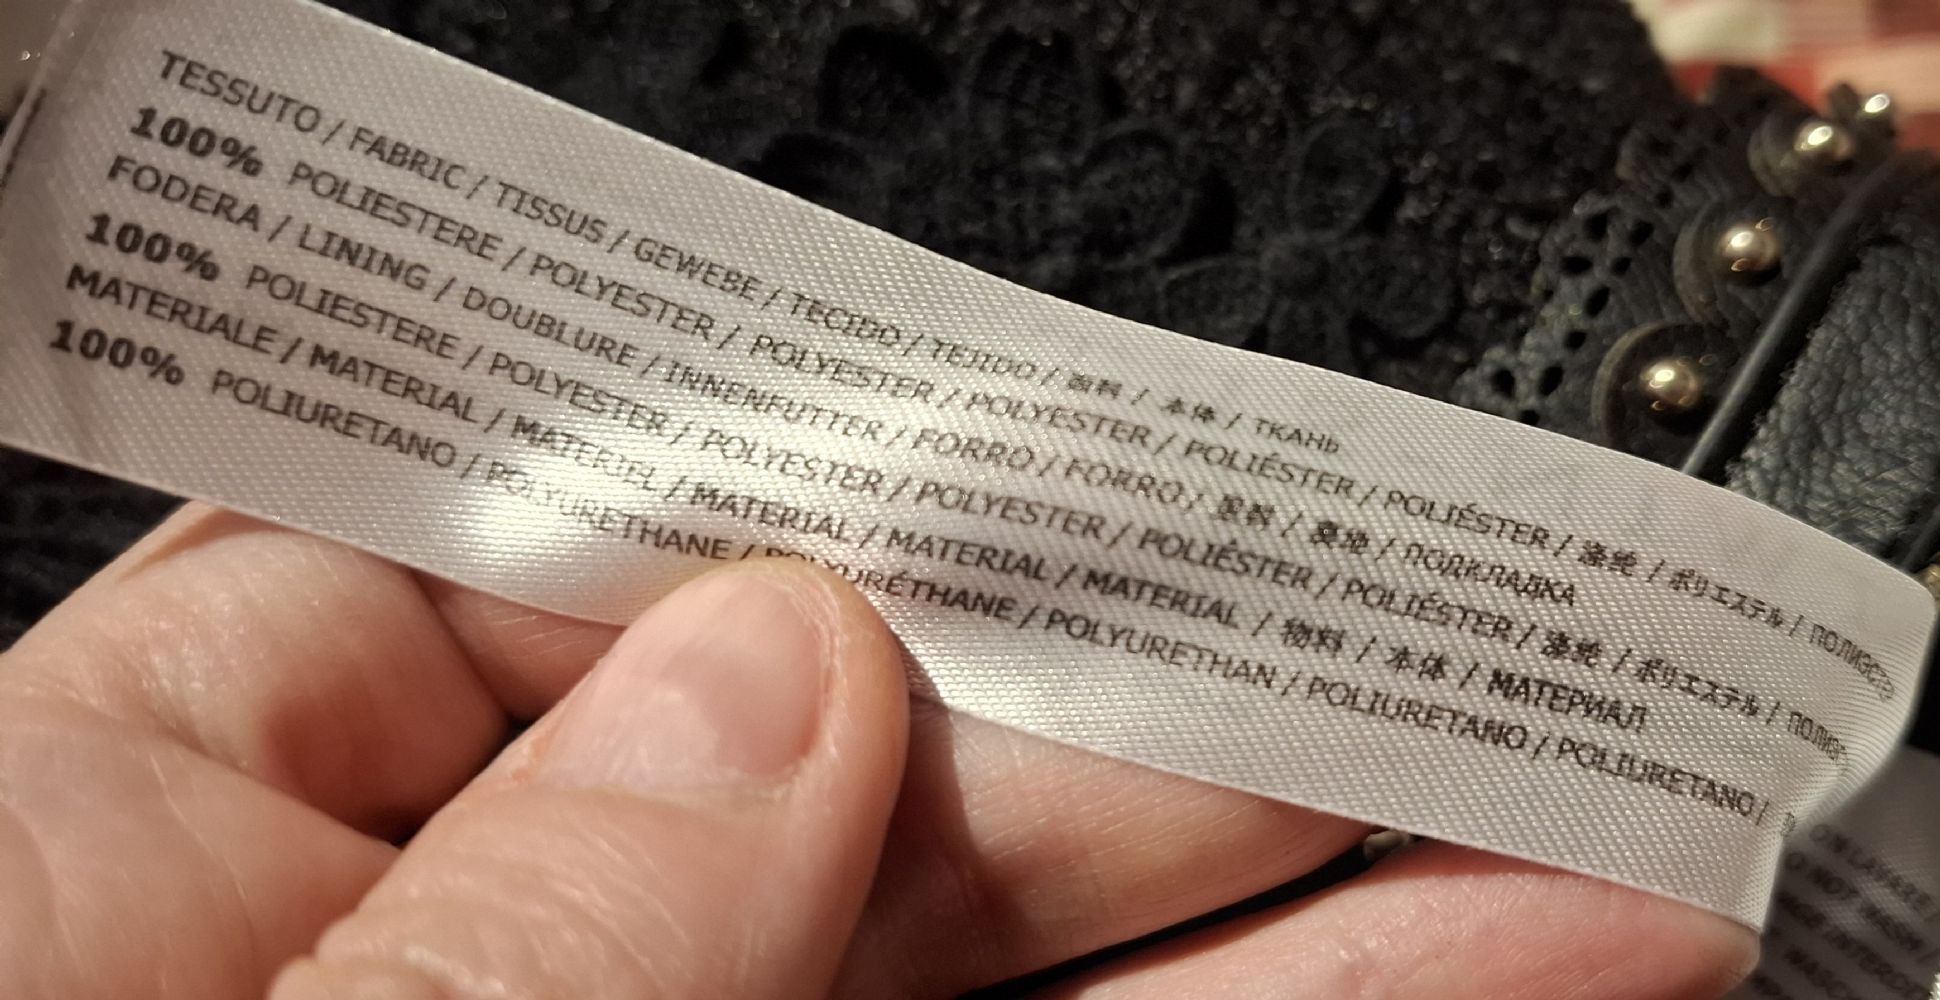 TESSUTO / FABRIC / TISSUS / GEWEBE / TECIDO / TEJIDO / 面料 / 本体 / ТКАНЬ
100% POLIESTERE / POLYESTER / POLYESTER / POLYESTER / POLIÉSTER / POLIÉSTER / 涤纶 / ポリエステル / ПОЛИЭСТЕР
FODERA / LINING / DOUBLURE / INNENFUTTER / FORRO / FORRO / 里料 / 裏地 / ПОДКЛАДКА
100% POLIESTERE / POLYESTER / POLYESTER / POLYESTER / POLIÉSTER / POLIÉSTER / 涤纶 / ポリエステル /
MATERIALE / MATERIAL / MATERIEL / MATERIAL / MATERIAL / MATERIAL / 物料 / 本体 / МАТЕРИАЛ
100% POLIURETANO / POLYURETHANE / POLYURÉTHANE / POLYURETHAN / POLIURETANO / POLIURETANO /
NOT WASH